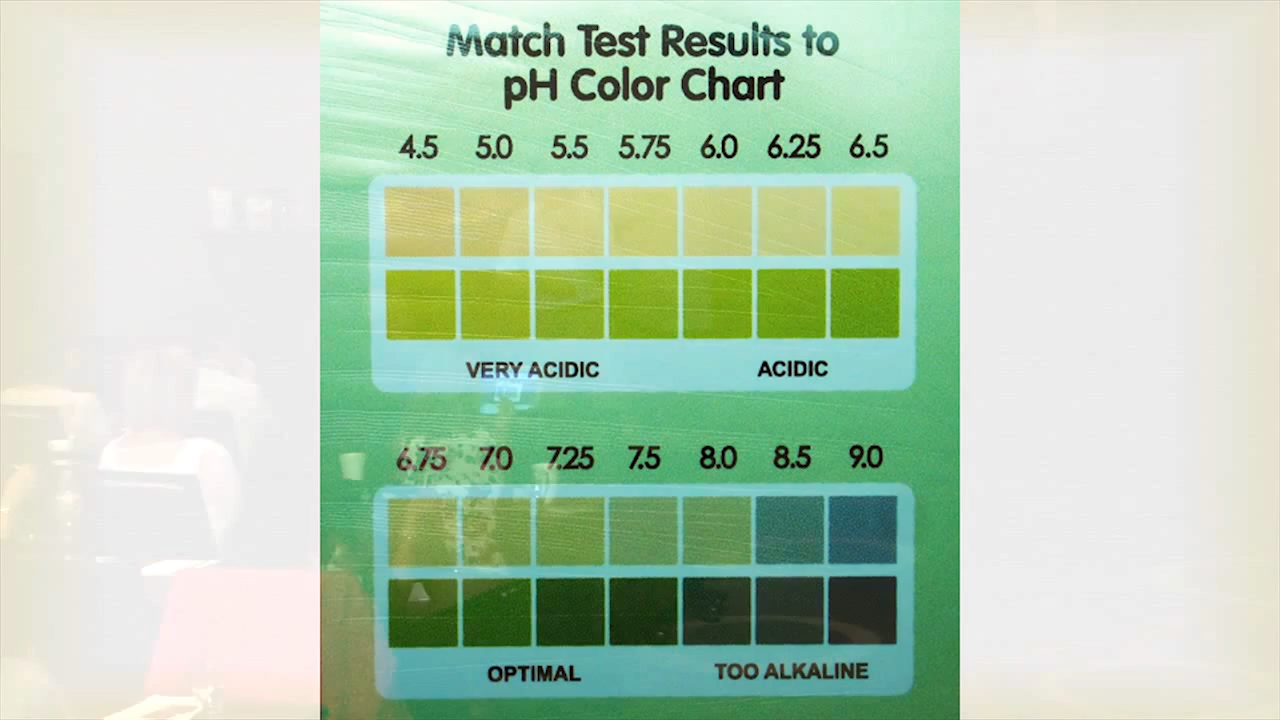 Match Test Results to
pH Color Chart
4.5 5.0 5.5 5.75 6.0 6.25 6.5
VERY ACIDIC ACIDIC
6.75 7.0 7.25 7.5 8.0 8.5 9.0
OPTIMAL TOO ALKALINE